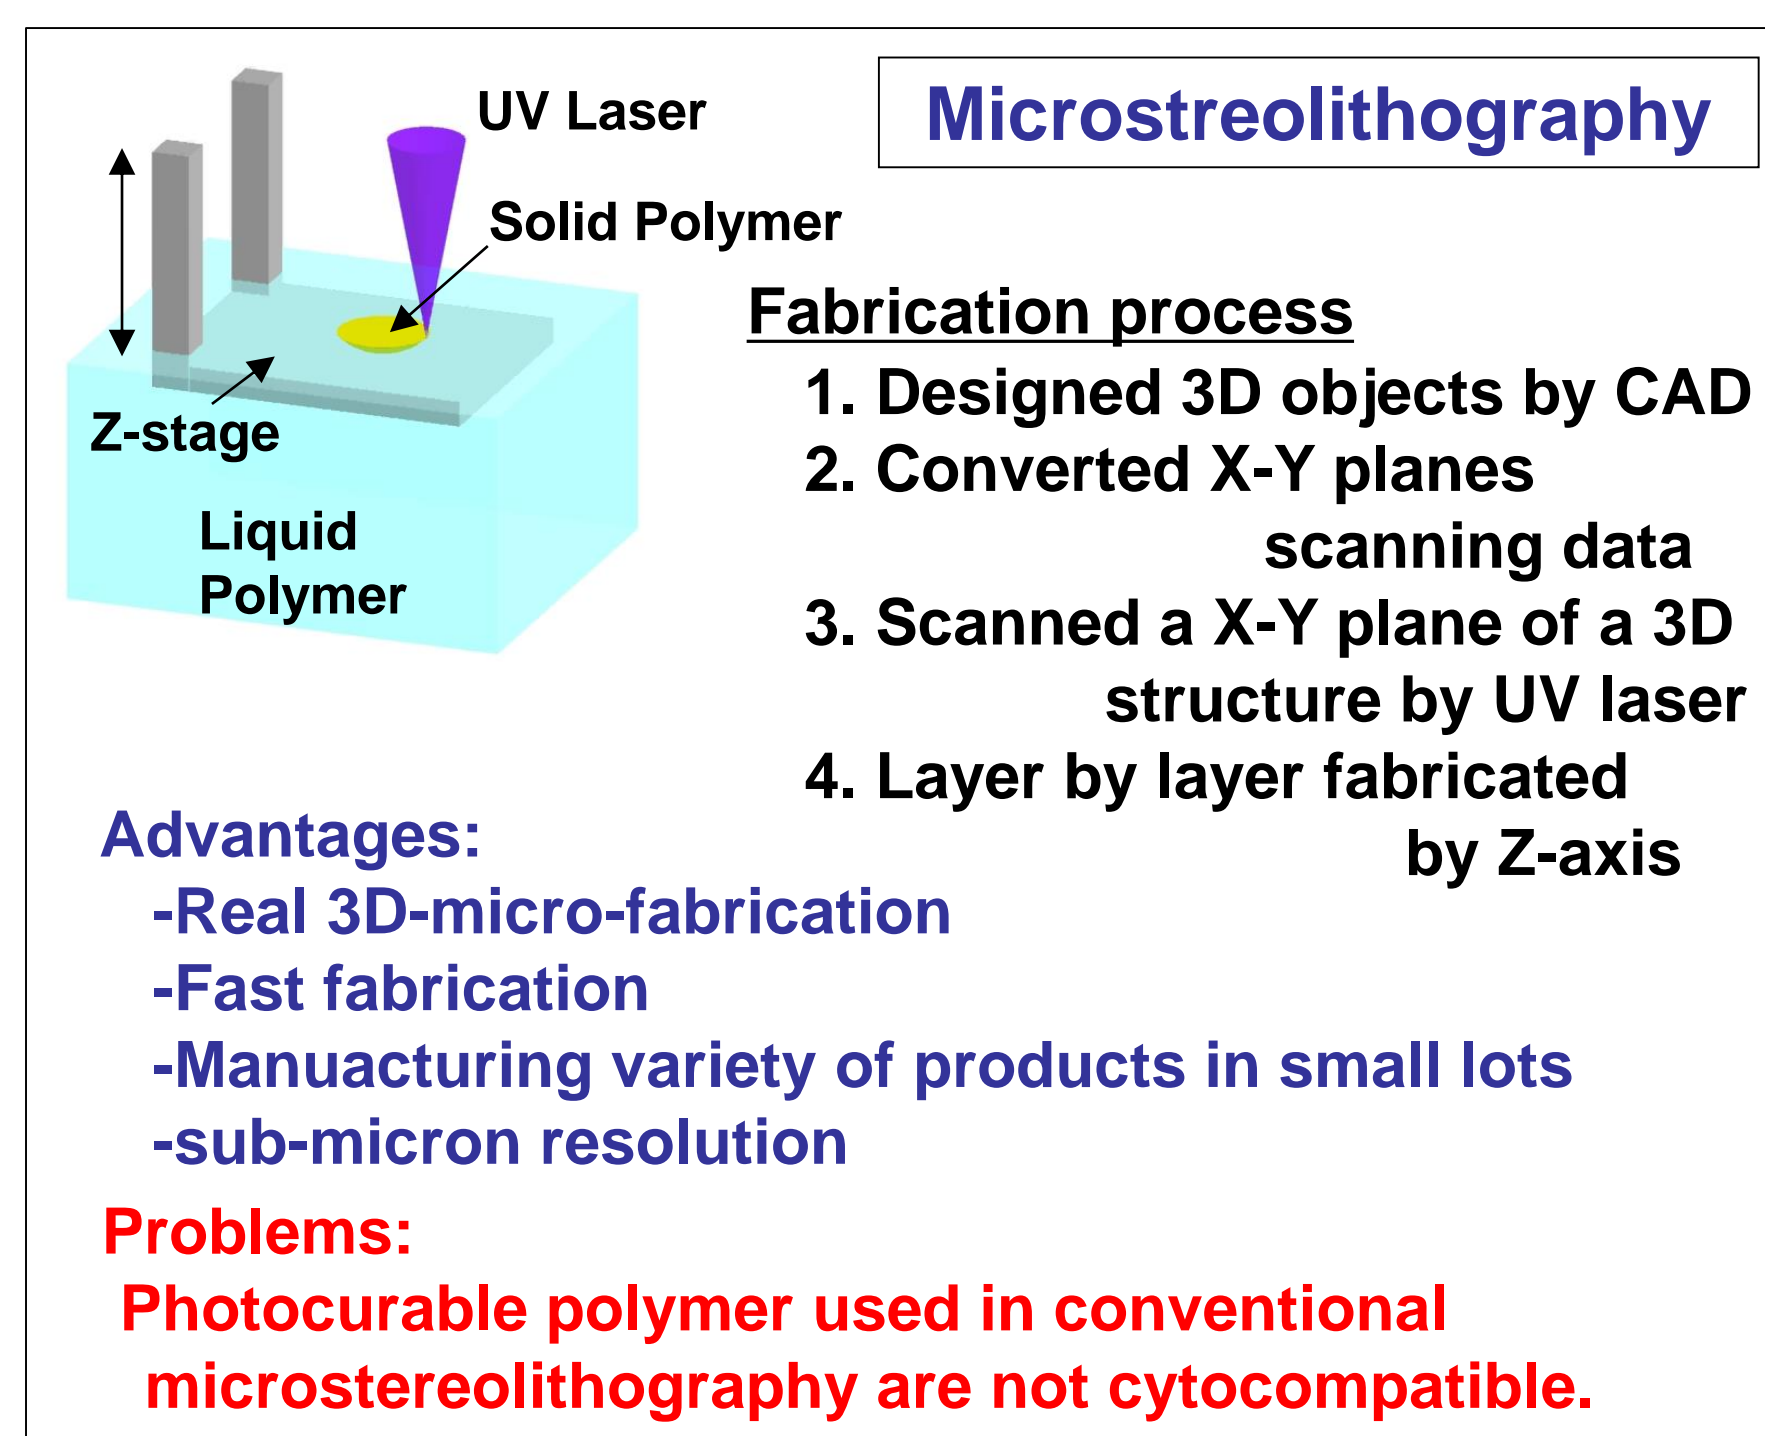 Microstreolithography
UV Laser
Solid Polymer
Z-stage
Liquid
Polymer
Fabrication process
1. Designed 3D objects by CAD
2. Converted X-Y planes
scanning data
3. Scanned a X-Y plane of a 3D
structure by UV laser
4. Layer by layer fabricated
by Z-axis
Advantages:
-Real 3D-micro-fabrication
-Fast fabrication
-Manuacturing variety of products in small lots
-sub-micron resolution
Problems:
Photocurable polymer used in conventional
microstereolithography are not cytocompatible.